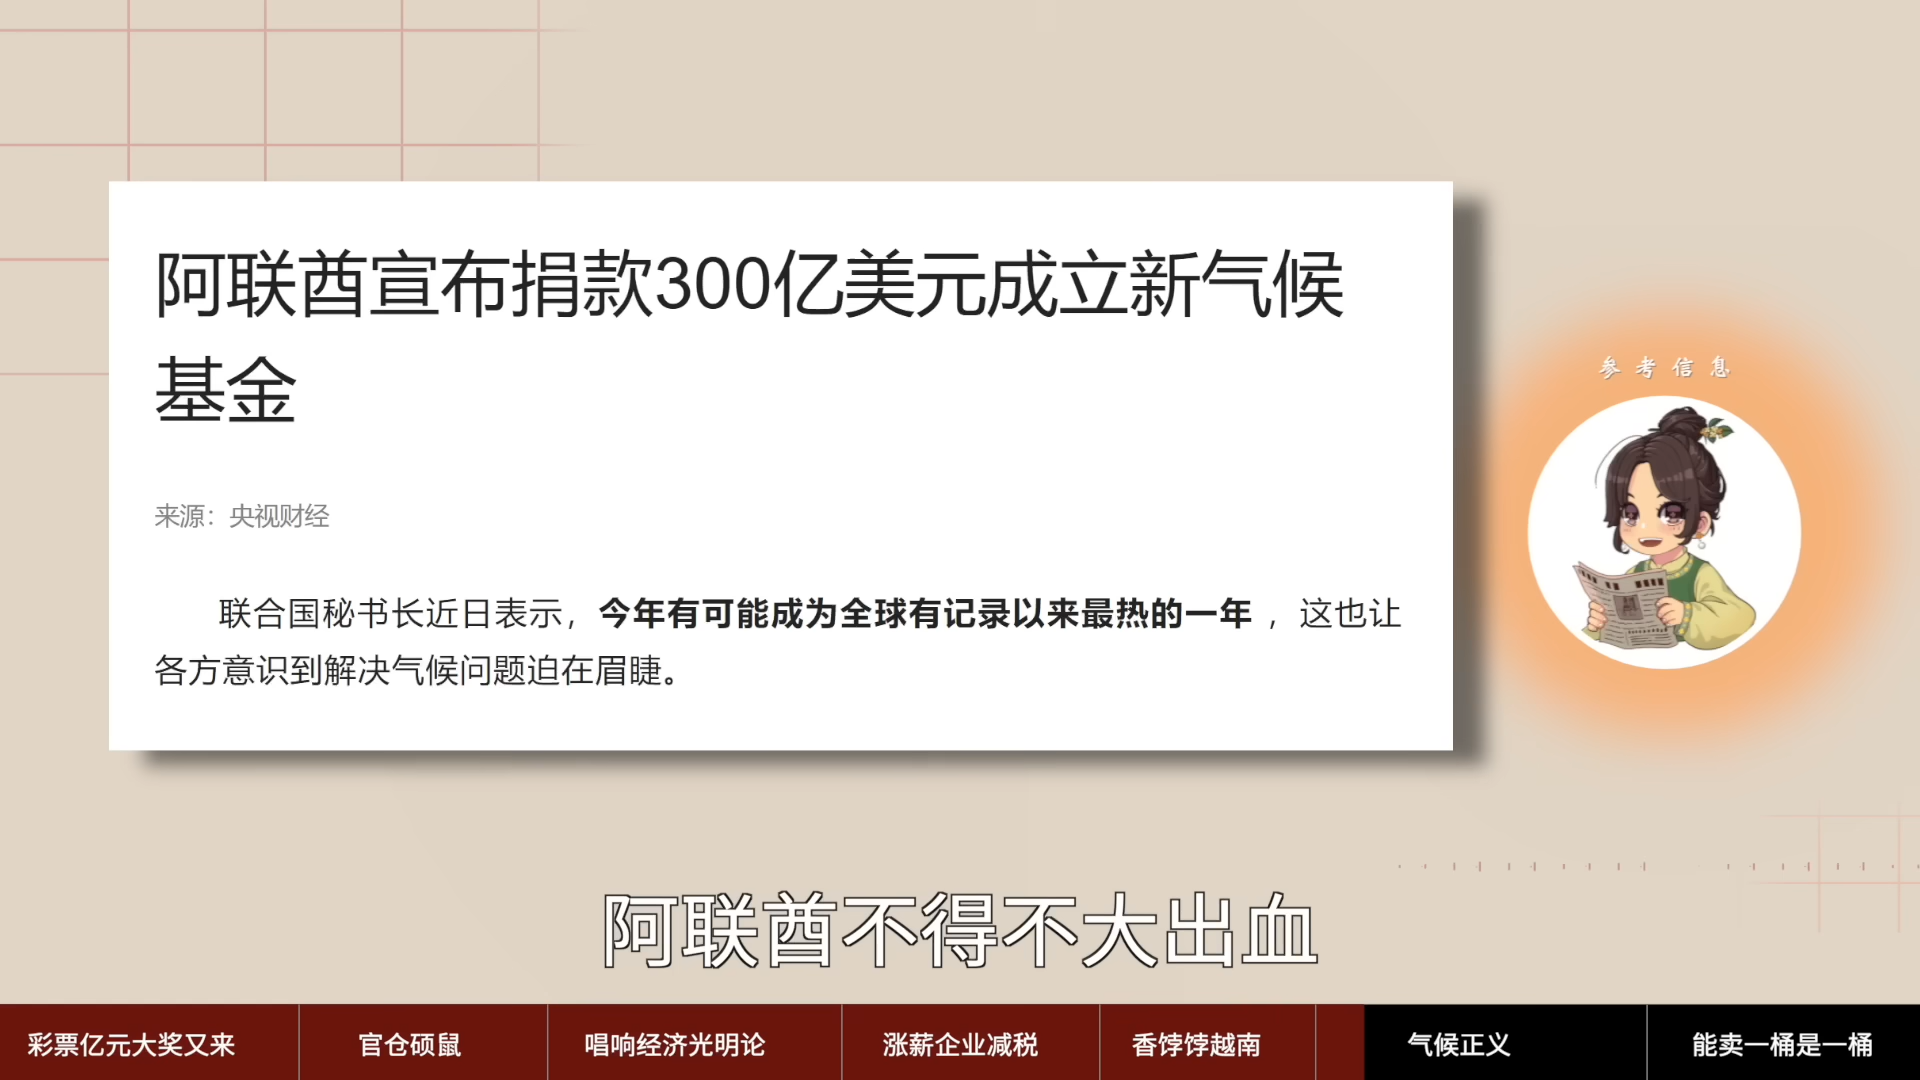 阿联酋宣布捐款300亿美元成立新气候
基金
来源：央视财经
联合国秘书长近日表示，今年有可能成为全球有记录以来最热的一年，这也让
各方意识到解决气候问题迫在眉睫。
参考信息
阿联酋不得不大出血
彩票亿元大奖又来
官仓硕鼠
唱响经济光明论
涨薪企业减税
香饽饽越南
气候正义
能卖一桶是一桶